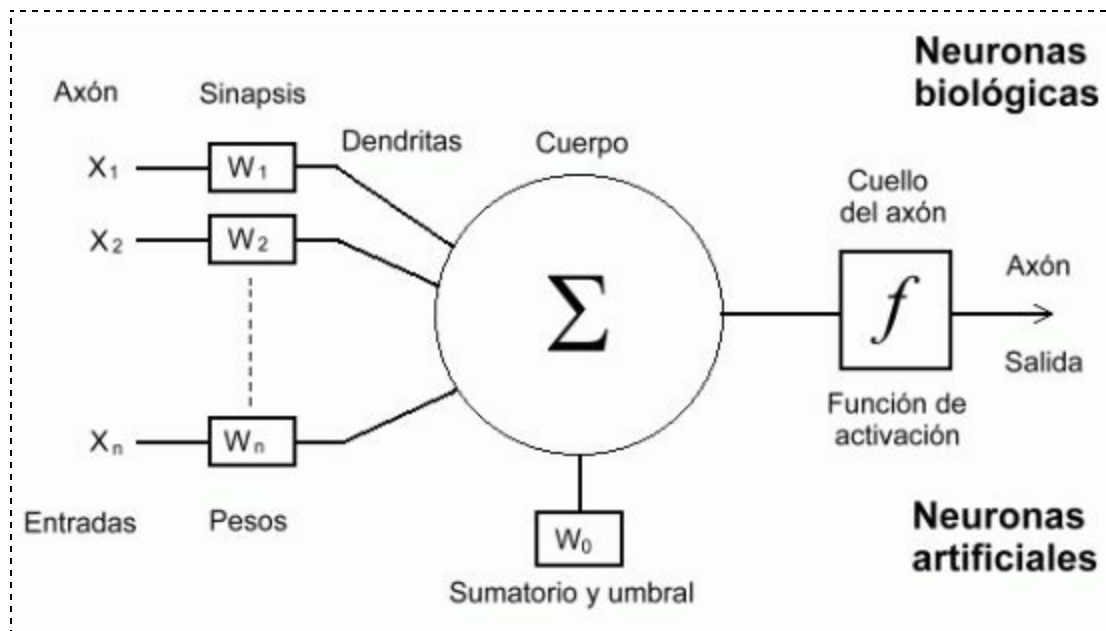 Neuronas
biológicas
Axón
Sinapsis
Dendritas
Cuerpo
Cuello
del axón
X1
W1
X2
W2
Σ
f
Axón
Salida
Xn
Wn
Función de
activación
Entradas
Pesos
W0
Sumatorio y umbral
Neuronas
artificiales